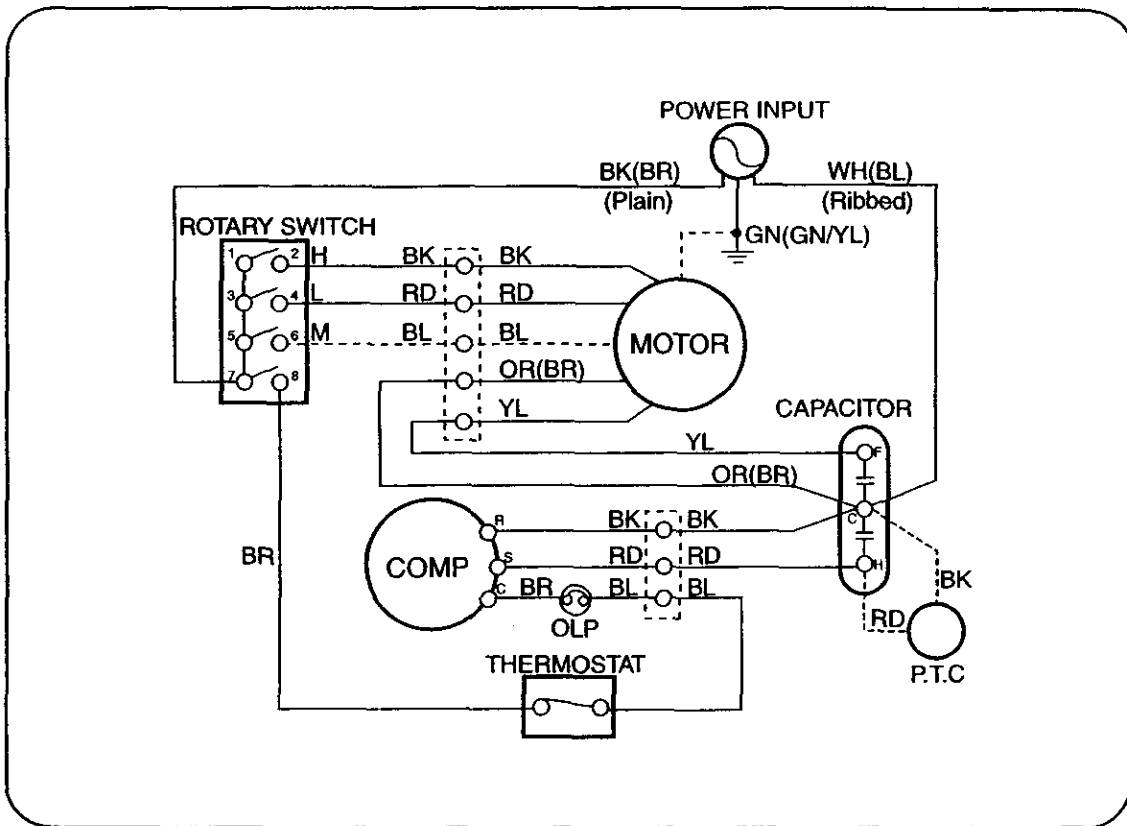 POWER INPUT
BK(BR)
(Plain)
WH(BL)
(Ribbed)
GN(GN/YL)
ROTARY SWITCH
1 2 H BK BK
3 4 L RD RD
5 6 M BL BL
7 8
OR(BR)
YL
MOTOR
CAPACITOR
YL
F
OR(BR)
C
H
COMP
R BK BK
S RD RD
C BR BL BL
OLP
BR
BK
RD
P.T.C
THERMOSTAT